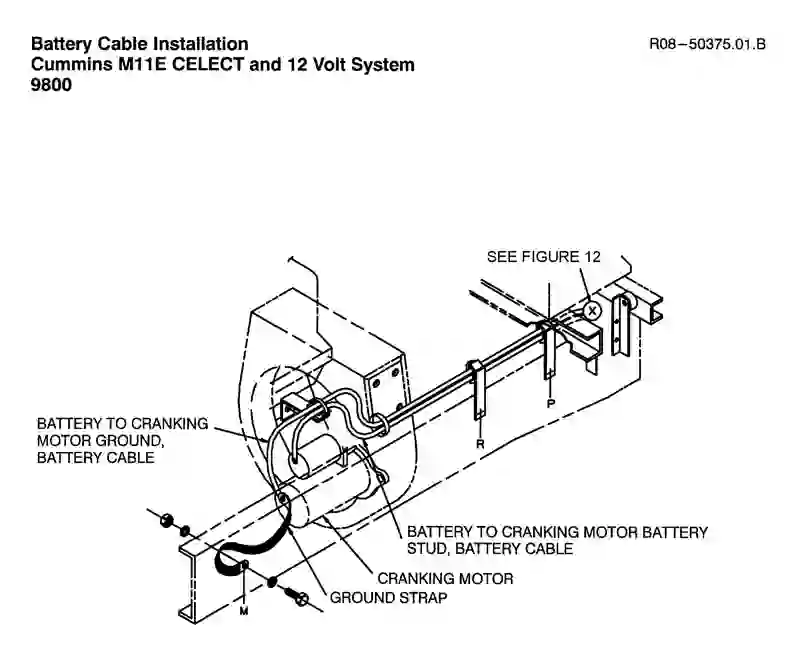 Battery Cable Installation
Cummins M11E CELECT and 12 Volt System
9800
R08-50375.01.B
SEE FIGURE 12
X
P
R
BATTERY TO CRANKING
MOTOR GROUND,
BATTERY CABLE
BATTERY TO CRANKING MOTOR BATTERY
STUD, BATTERY CABLE
CRANKING MOTOR
GROUND STRAP
M